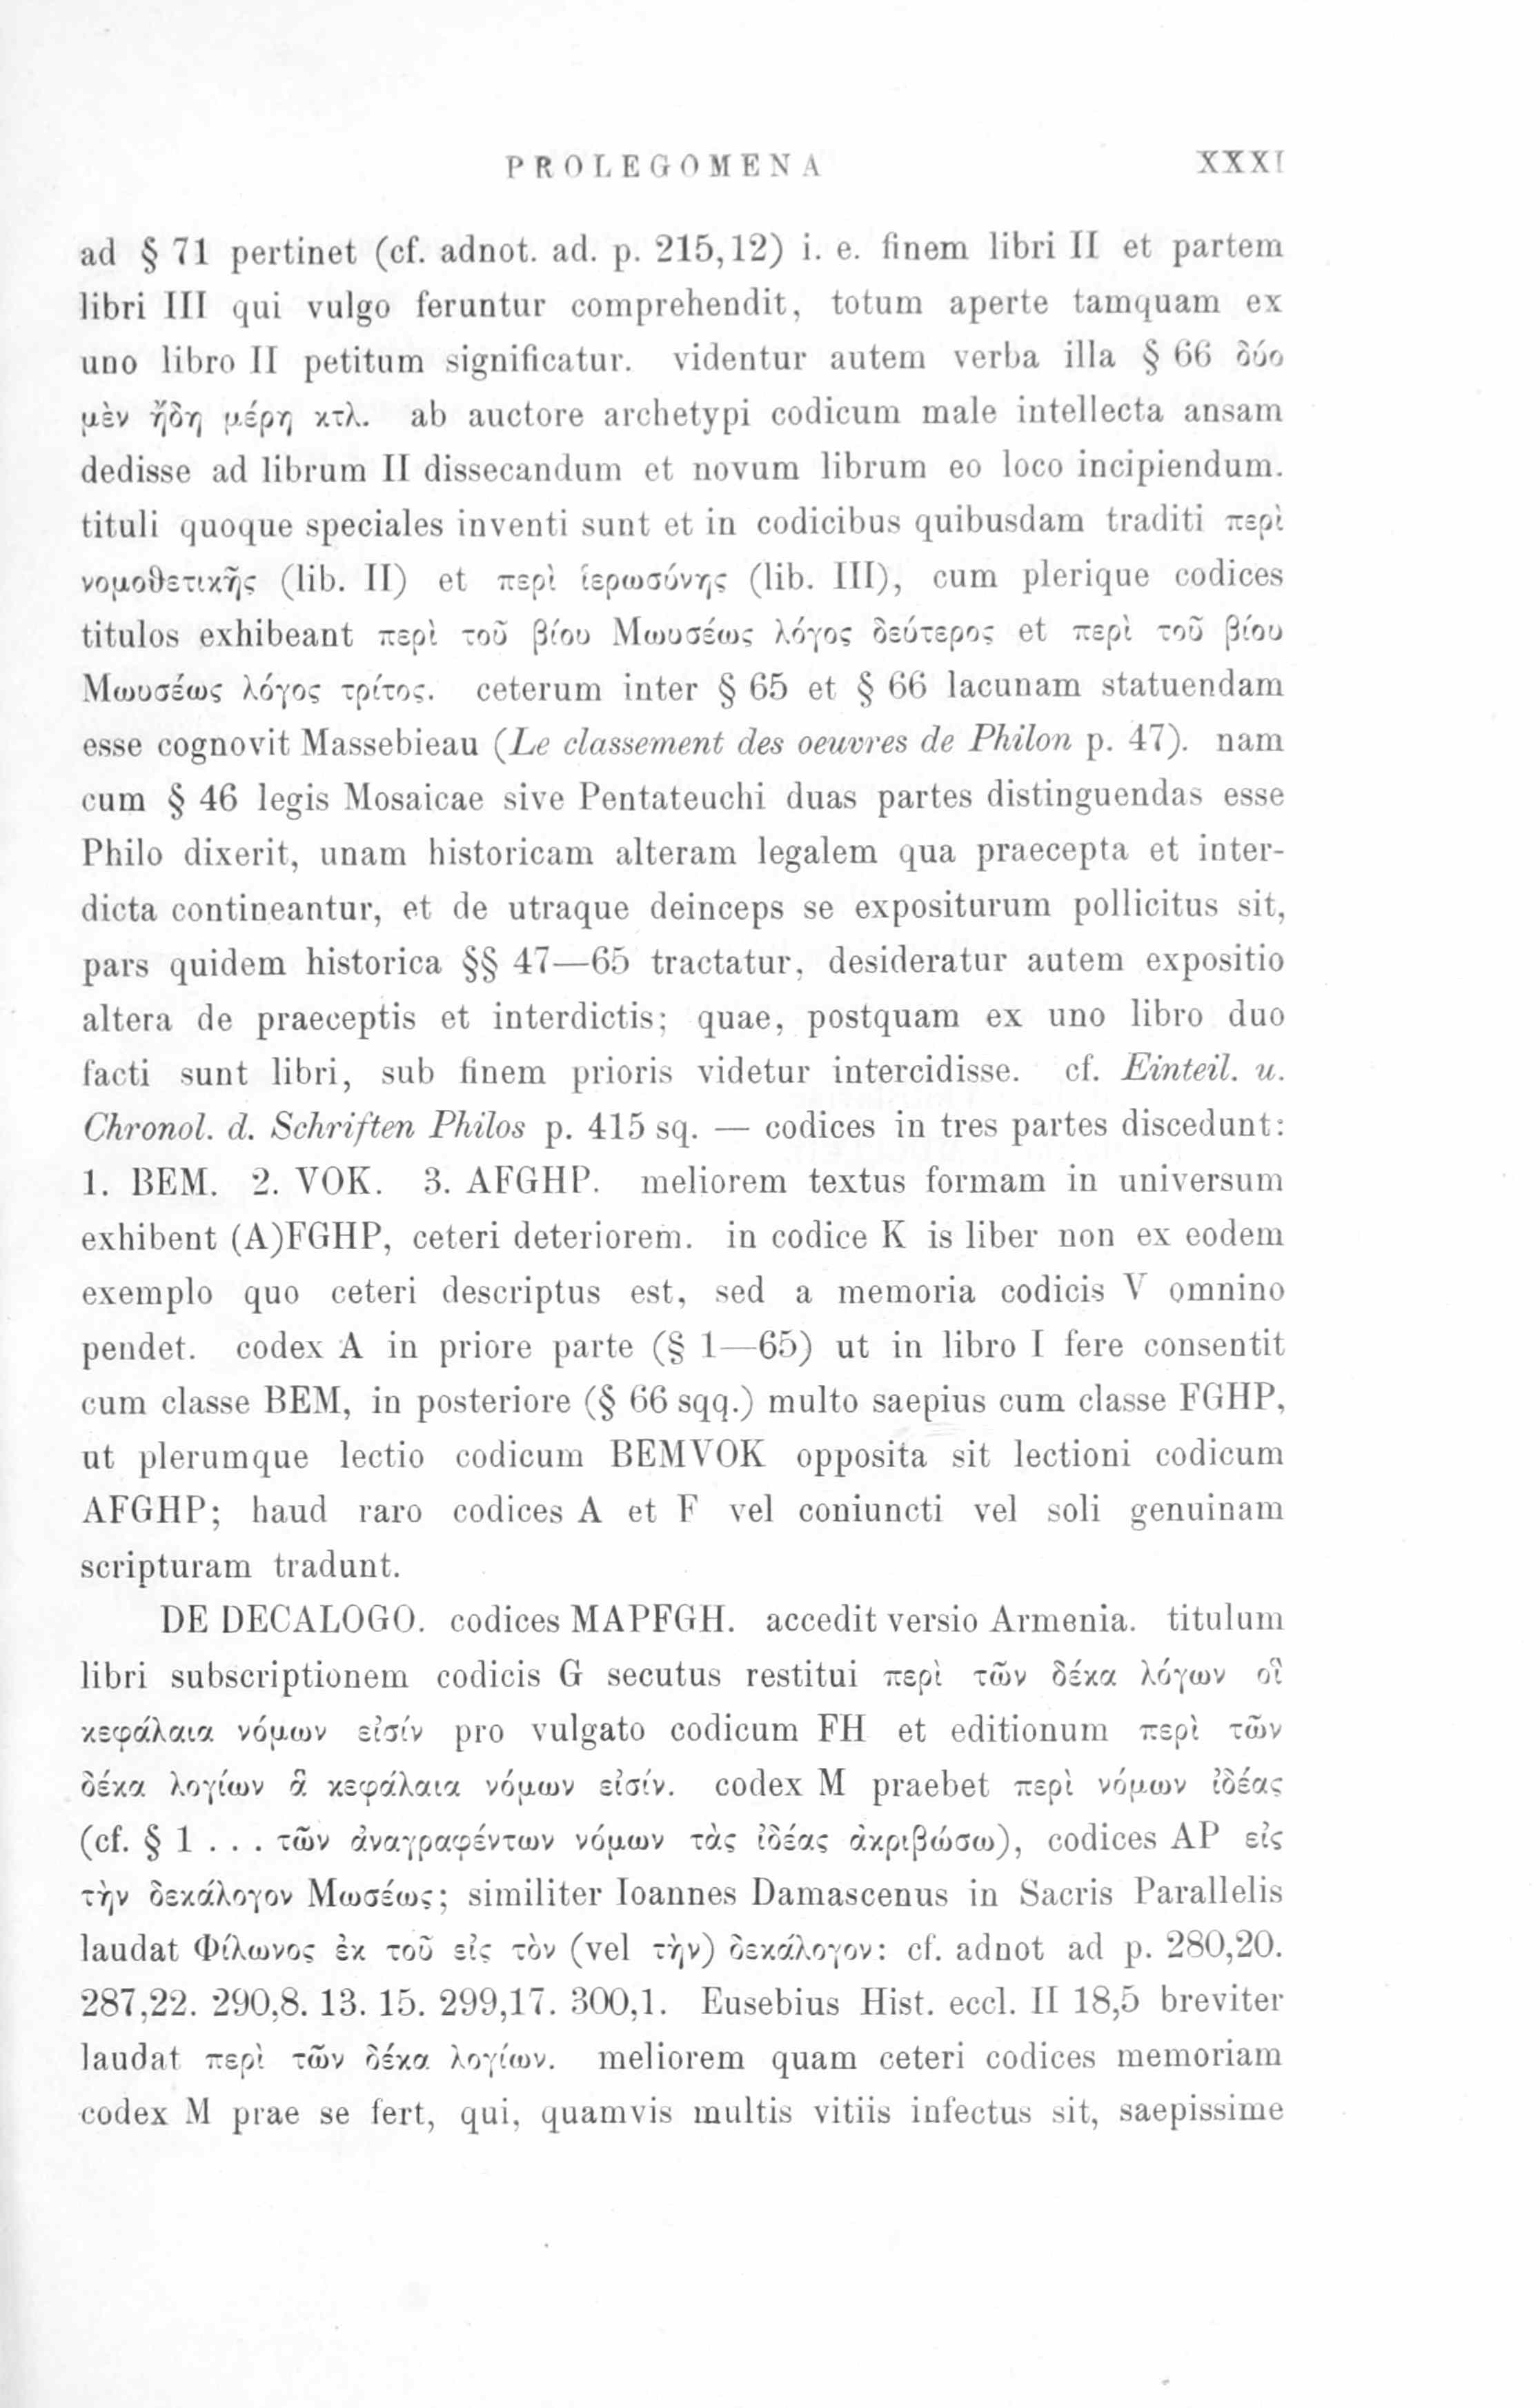 PROLEGOMENA XXXI
ad § 71 pertinet (cf. adnot. ad. p. 215,12) i. e. finem libri II et partem
libri III qui vulgo feruntur comprehendit, totum aperte tamquam ex
uno libro II petitum significatur. videntur autem verba illa § 66 δύο
μὲν ἤδη μέρη κτλ. ab auctore archetypi codicum male intellecta ansam
dedisse ad librum II dissecandum et novum librum eo loco incipiendum.
tituli quoque speciales inventi sunt et in codicibus quibusdam traditi περὶ
νομοθετικῆς (lib. II) et περὶ ἱερωσύνης (lib. III), cum plerique codices
titulos exhibeant περὶ τοῦ βίου Μωυσέως λόγος δεύτερος et περὶ τοῦ βίου
Μωυσέως λόγος τρίτος. ceterum inter § 65 et § 66 lacunam statuendam
esse cognovit Massebieau (Le classement des oeuvres de Philon p. 47). nam
cum § 46 legis Mosaicae sive Pentateuchi duas partes distinguendas esse
Philo dixerit, unam historicam alteram legalem qua praecepta et inter-
dicta contineantur, et de utraque deinceps se expositurum pollicitus sit,
pars quidem historica §§ 47—65 tractatur, desideratur autem expositio
altera de praeceptis et interdictis; quae, postquam ex uno libro duo
facti sunt libri, sub finem prioris videtur intercidisse. cf. Einteil. u.
Chronol. d. Schriften Philos p. 415 sq. — codices in tres partes discedunt:
1. BEM. 2. VOK. 3. AFGHP. meliorem textus formam in universum
exhibent (A)FGHP, ceteri deteriorem. in codice K is liber non ex eodem
exemplo quo ceteri descriptus est, sed a memoria codicis V omnino
pendet. codex A in priore parte (§ 1—65) ut in libro I fere consentit
cum classe BEM, in posteriore (§ 66 sqq.) multo saepius cum classe FGHP,
ut plerumque lectio codicum BEMVOK opposita sit lectioni codicum
AFGHP; haud raro codices A et F vel coniuncti vel soli genuinam
scripturam tradunt.
DE DECALOGO. codices MAPFGH. accedit versio Armenia. titulum
libri subscriptionem codicis G secutus restitui περὶ τῶν δέκα λόγων οἳ
κεφάλαια νόμων εἰσίν pro vulgato codicum FH et editionum περὶ τῶν
δέκα λογίων ἃ κεφάλαια νόμων εἰσίν. codex M praebet περὶ νόμων ἰδέας
(cf. § 1 . . . τῶν ἀναγραφέντων νόμων τὰς ἰδέας ἀκριβώσω), codices AP εἰς
τὴν δεκάλογον Μωσέως; similiter Ioannes Damascenus in Sacris Parallelis
laudat Φίλωνος ἐκ τοῦ εἰς τὸν (vel τὴν) δεκάλογον: cf. adnot ad p. 280,20.
287,22. 290,8. 13. 15. 299,17. 300,1. Eusebius Hist. eccl. II 18,5 breviter
laudat περὶ τῶν δέκα λογίων. meliorem quam ceteri codices memoriam
codex M prae se fert, qui, quamvis multis vitiis infectus sit, saepissime